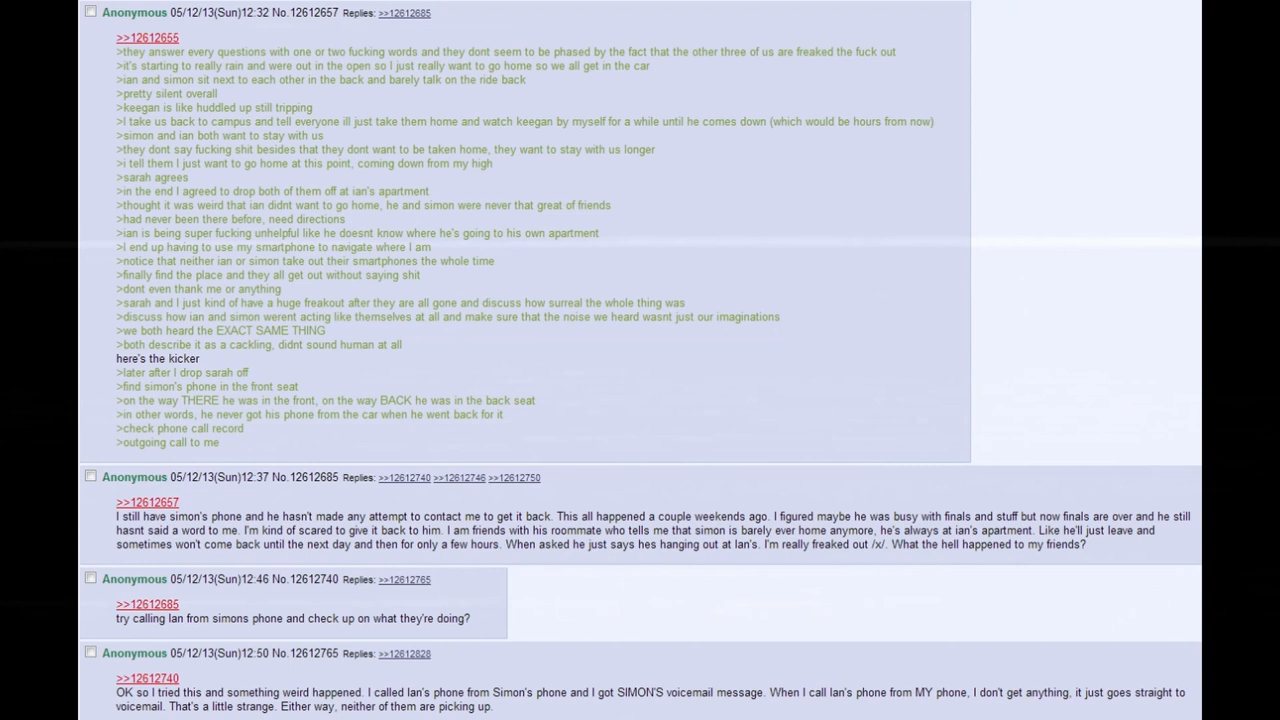 Anonymous 05/12/13(Sun)12:32 No.12612657 Replies: >>12612685
>>12612655
>they answer every questions with one or two fucking words and they dont seem to be phased by the fact that the other three of us are freaked the fuck out
>it's starting to really rain and were out in the open so I just really want to go home so we all get in the car
>ian and simon sit next to each other in the back and barely talk on the ride back
>pretty silent overall
>keegan is like huddled up still tripping
>I take us back to campus and tell everyone ill just take them home and watch keegan by myself for a while until he comes down (which would be hours from now)
>simon and ian both want to stay with us
>they dont say fucking shit besides that they dont want to be taken home, they want to stay with us longer
>i tell them I just want to go home at this point, coming down from my high
>sarah agrees
>in the end I agreed to drop both of them off at ian's apartment
>thought it was weird that ian didnt want to go home, he and simon were never that great of friends
>had never been there before, need directions
>ian is being super fucking unhelpful like he doesnt know where he's going to his own apartment
>I end up having to use my smartphone to navigate where I am
>notice that neither ian or simon take out their smartphones the whole time
>finally find the place and they all get out without saying shit
>dont even thank me or anything
>sarah and I just kind of have a huge freakout after they are all gone and discuss how surreal the whole thing was
>discuss how ian and simon werent acting like themselves at all and make sure that the noise we heard wasnt just our imaginations
>we both heard the EXACT SAME THING
>both describe it as a cackling, didnt sound human at all
here's the kicker
>later after I drop sarah off
>find simon's phone in the front seat
>on the way THERE he was in the front, on the way BACK he was in the back seat
>in other words, he never got his phone from the car when he went back for it
>check phone call record
>outgoing call to me
Anonymous 05/12/13(Sun)12:37 No.12612685 Replies: >>12612740 >>12612746 >>12612750
>>12612657
I still have simon's phone and he hasn't made any attempt to contact me to get it back. This all happened a couple weekends ago. I figured maybe he was busy with finals and stuff but now finals are over and he still
hasnt said a word to me. I'm kind of scared to give it back to him. I am friends with his roommate who tells me that simon is barely ever home anymore, he's always at ian's apartment. Like he'll just leave and
sometimes won't come back until the next day and then for only a few hours. When asked he just says hes hanging out at Ian's. I'm really freaked out /x/. What the hell happened to my friends?
Anonymous 05/12/13(Sun)12:46 No.12612740 Replies: >>12612765
>>12612685
try calling Ian from simons phone and check up on what they're doing?
Anonymous 05/12/13(Sun)12:50 No.12612765 Replies: >>12612828
>>12612740
OK so I tried this and something weird happened. I called Ian's phone from Simon's phone and I got SIMON'S voicemail message. When I call Ian's phone from MY phone, I don't get anything, it just goes straight to
voicemail. That's a little strange. Either way, neither of them are picking up.